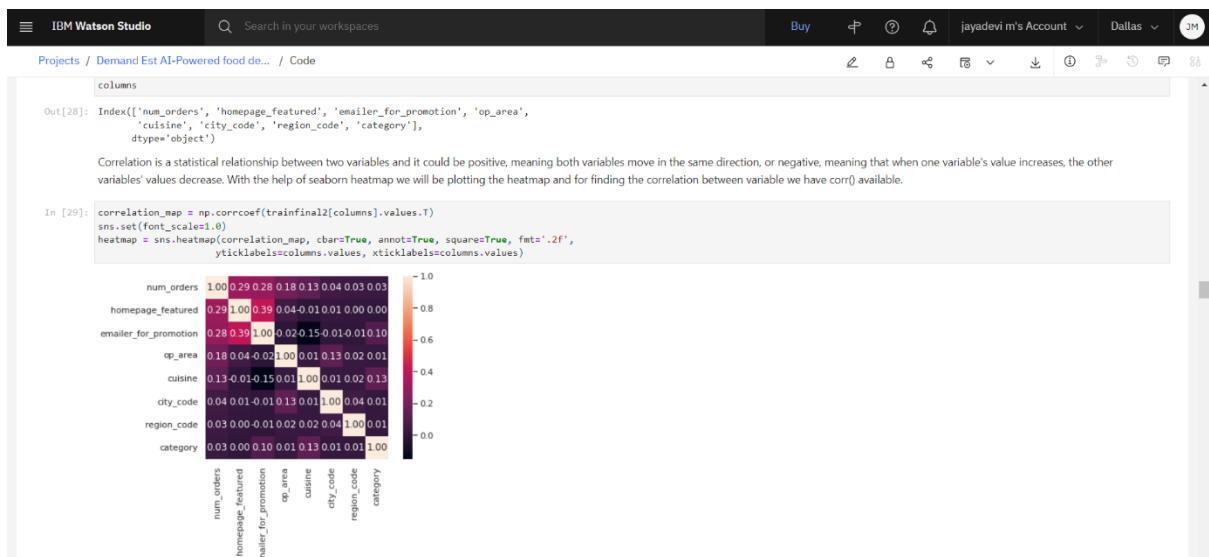 IBM Watson Studio
Search in your workspaces
Buy
jayadevi m's Account
Dallas
JM
Projects / Demand Est AI-Powered food de... / Code
columns
Out[28]: Index(['num_orders', 'homepage_featured', 'emailer_for_promotion', 'op_area',
'cuisine', 'city_code', 'region_code', 'category'],
dtype='object')
Correlation is a statistical relationship between two variables and it could be positive, meaning both variables move in the same direction, or negative, meaning that when one variable's value increases, the other
variables' values decrease. With the help of seaborn heatmap we will be plotting the heatmap and for finding the correlation between variable we have corr() available.
In [29]: correlation_map = np.corrcoef(trainfinal2[columns].values.T)
sns.set(font_scale=1.0)
heatmap = sns.heatmap(correlation_map, cbar=True, annot=True, square=True, fmt='.2f',
yticklabels=columns.values, xticklabels=columns.values)
num_orders 1.00 0.29 0.28 0.18 0.13 0.04 0.03 0.03
homepage_featured 0.29 1.00 0.39 0.04 -0.01 0.01 0.00 0.00
emailer_for_promotion 0.28 0.39 1.00 -0.02 -0.15 -0.01 -0.01 0.10
op_area 0.18 0.04 -0.02 1.00 0.01 0.13 0.02 0.01
cuisine 0.13 -0.01 -0.15 0.01 1.00 0.01 0.02 0.13
city_code 0.04 0.01 -0.01 0.13 0.01 1.00 0.04 0.01
region_code 0.03 0.00 -0.01 0.02 0.02 0.04 1.00 0.01
category 0.03 0.00 0.10 0.01 0.13 0.01 0.01 1.00
1.0
0.8
0.6
0.4
0.2
0.0
num_orders
homepage_featured
mailer_for_promotion
op_area
cuisine
city_code
region_code
category